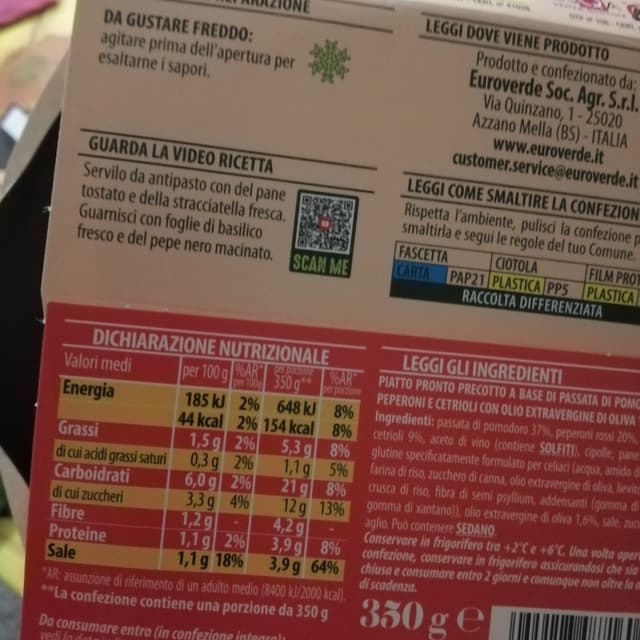 DA GUSTARE FREDDO:
agitare prima dell'apertura per
esaltarne i sapori.
LEGGI DOVE VIENE PRODOTTO
Prodotto e confezionato da:
Euroverde Soc. Agr. S.r.l.
Via Quinzano, 1 - 25020
Azzano Mella (BS) - ITALIA
www.euroverde.it
customer.service@euroverde.it
GUARDA LA VIDEO RICETTA
Servilo da antipasto con del pane
tostato e della stracciatella fresca.
Guarnisci con foglie di basilico
fresco e del pepe nero macinato.
SCAN ME
LEGGI COME SMALTIRE LA CONFEZION
Rispetta l'ambiente, pulisci la confezione p
smaltirla e segui le regole del tuo Comune.
FASCETTA CIOTOLA FILM PROT
CARTA PAP21 PLASTICA PP5 PLASTICA
RACCOLTA DIFFERENZIATA
DICHIARAZIONE NUTRIZIONALE
Valori medi per 100 g %AR* per 100g per porzione 350 g** %AR* per porzione
Energia 185 kJ 2% 648 kJ 8%
44 kcal 2% 154 kcal 8%
Grassi 1,5 g 2% 5,3 g 8%
di cui acidi grassi saturi 0,3 g 2% 1,1 g 5%
Carboidrati 6,0 g 2% 21 g 8%
di cui zuccheri 3,3 g 4% 12 g 13%
Fibre 1,2 g - 4,2 g -
Proteine 1,1 g 2% 3,9 g 8%
Sale 1,1 g 18% 3,9 g 64%
*AR: assunzione di riferimento di un adulto medio (8400 kJ/2000 kcal).
**La confezione contiene una porzione da 350 g
Da consumare entro (in confezione integra):
LEGGI GLI INGREDIENTI
PIATTO PRONTO PRECOTTO A BASE DI PASSATA DI POMO
PEPERONI E CETRIOLI CON OLIO EXTRAVERGINE DI OLIVA
Ingredienti: passata di pomodoro 37%, peperoni rossi 20%,
cetrioli 9%, aceto di vino (contiene SOLFITI), cipolle, pane
glutine specificatamente formulato per celiaci (acqua, amido d
farina di riso, zucchero di canna, olio extravergine di oliva, lievi
crusca di riso, fibra di semi psyllium, addensanti (gomma d
gomma di xantano)), olio extravergine di oliva 1,6%, sale, zuc
aglio. Può contenere SEDANO.
Conservare in frigorifero tra +2°C e +6°C. Una volta aper
confezione, conservare in frigorifero assicurandosi che sia
chiusa e consumare entro 2 giorni e comunque non oltre la d
di scadenza.
350 g e